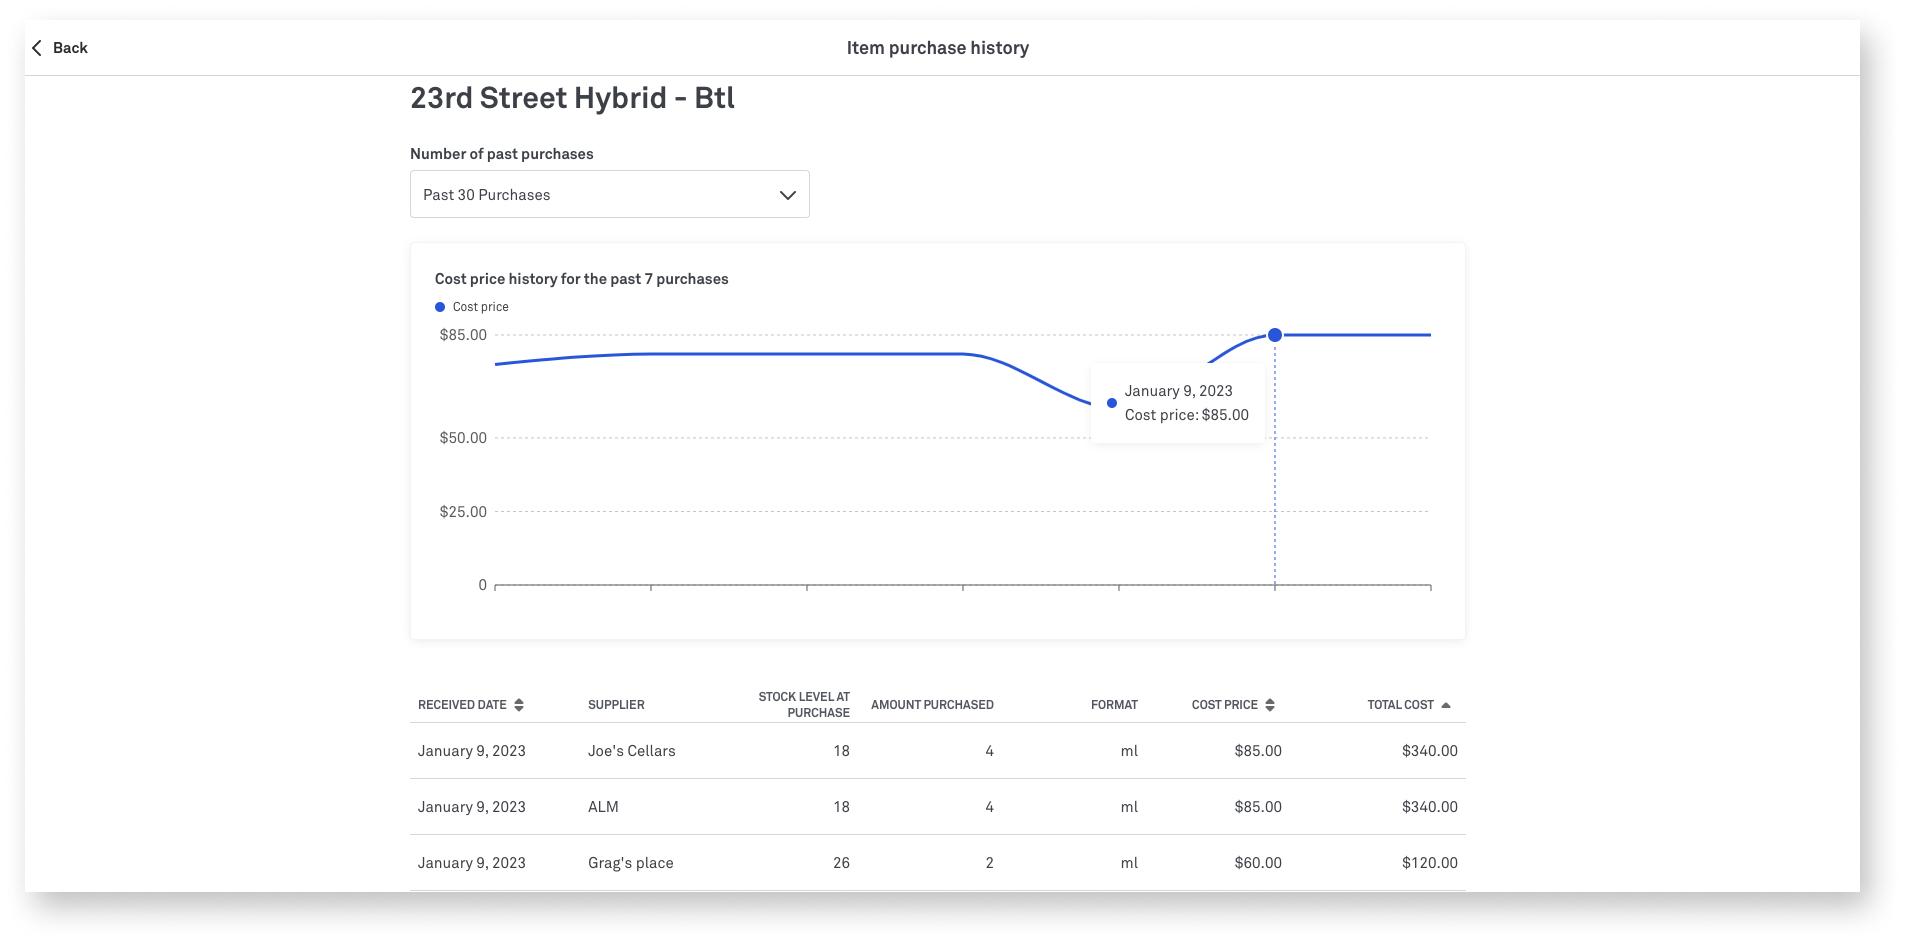 Back
Item purchase history
23rd Street Hybrid - Btl
Number of past purchases
Past 30 Purchases
Cost price history for the past 7 purchases
Cost price
$85.00
January 9, 2023
Cost price: $85.00
$50.00
$25.00
0
RECEIVED DATE SUPPLIER STOCK LEVEL AT PURCHASE AMOUNT PURCHASED FORMAT COST PRICE TOTAL COST
January 9, 2023 Joe's Cellars 18 4 ml $85.00 $340.00
January 9, 2023 ALM 18 4 ml $85.00 $340.00
January 9, 2023 Grag's place 26 2 ml $60.00 $120.00